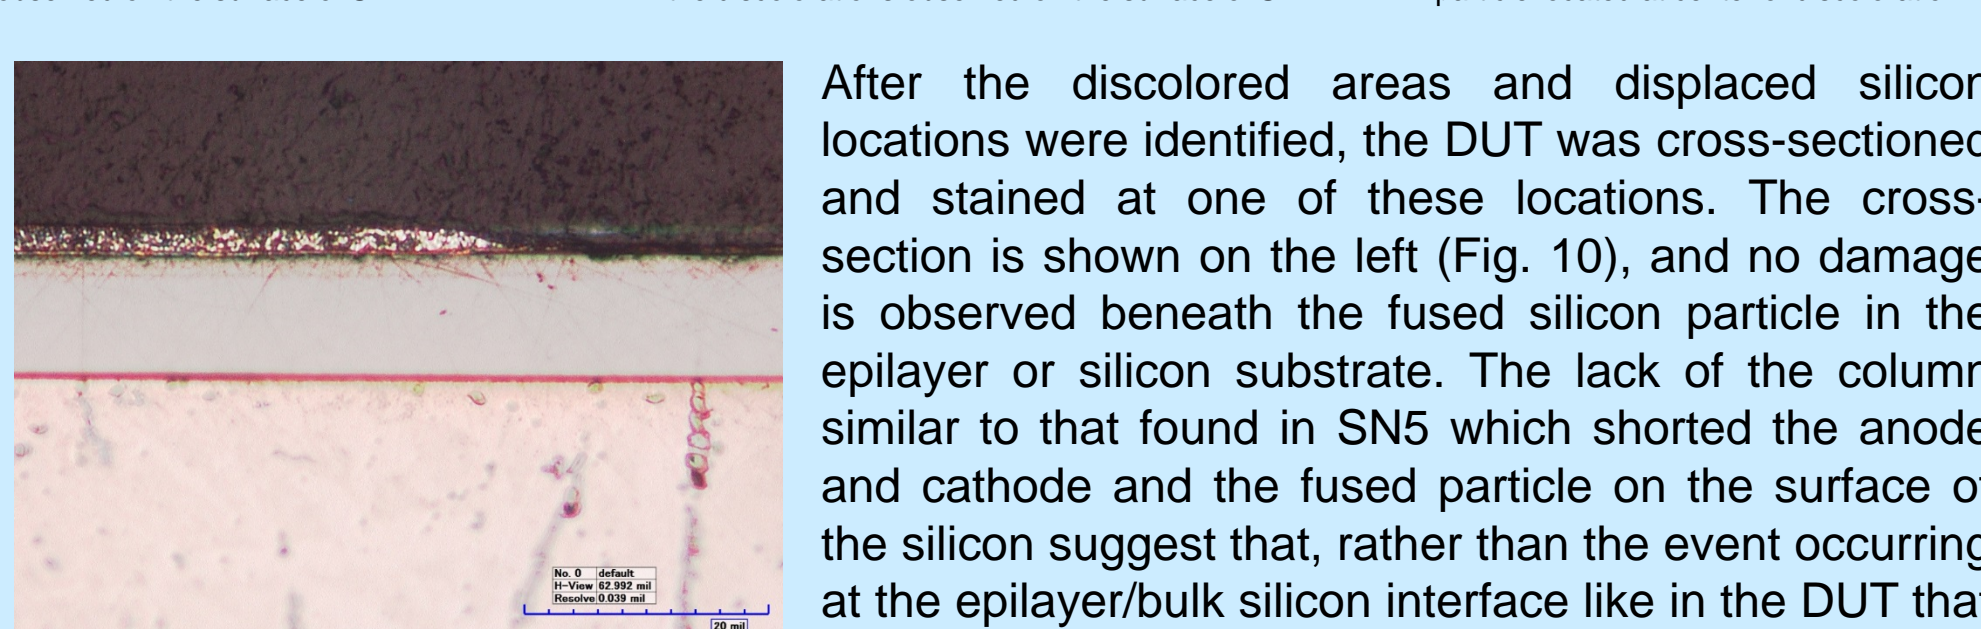 After the discolored areas and displaced silicon
locations were identified, the DUT was cross-sectioned
and stained at one of these locations. The cross-
section is shown on the left (Fig. 10), and no damage
is observed beneath the fused silicon particle in the
epilayer or silicon substrate. The lack of the column
similar to that found in SN5 which shorted the anode
and cathode and the fused particle on the surface of
the silicon suggest that, rather than the event occurring
at the epilayer/bulk silicon interface like in the DUT that
No. 0 default
H-View 62.992 mil
Resolve 0.039 mil
20 mil